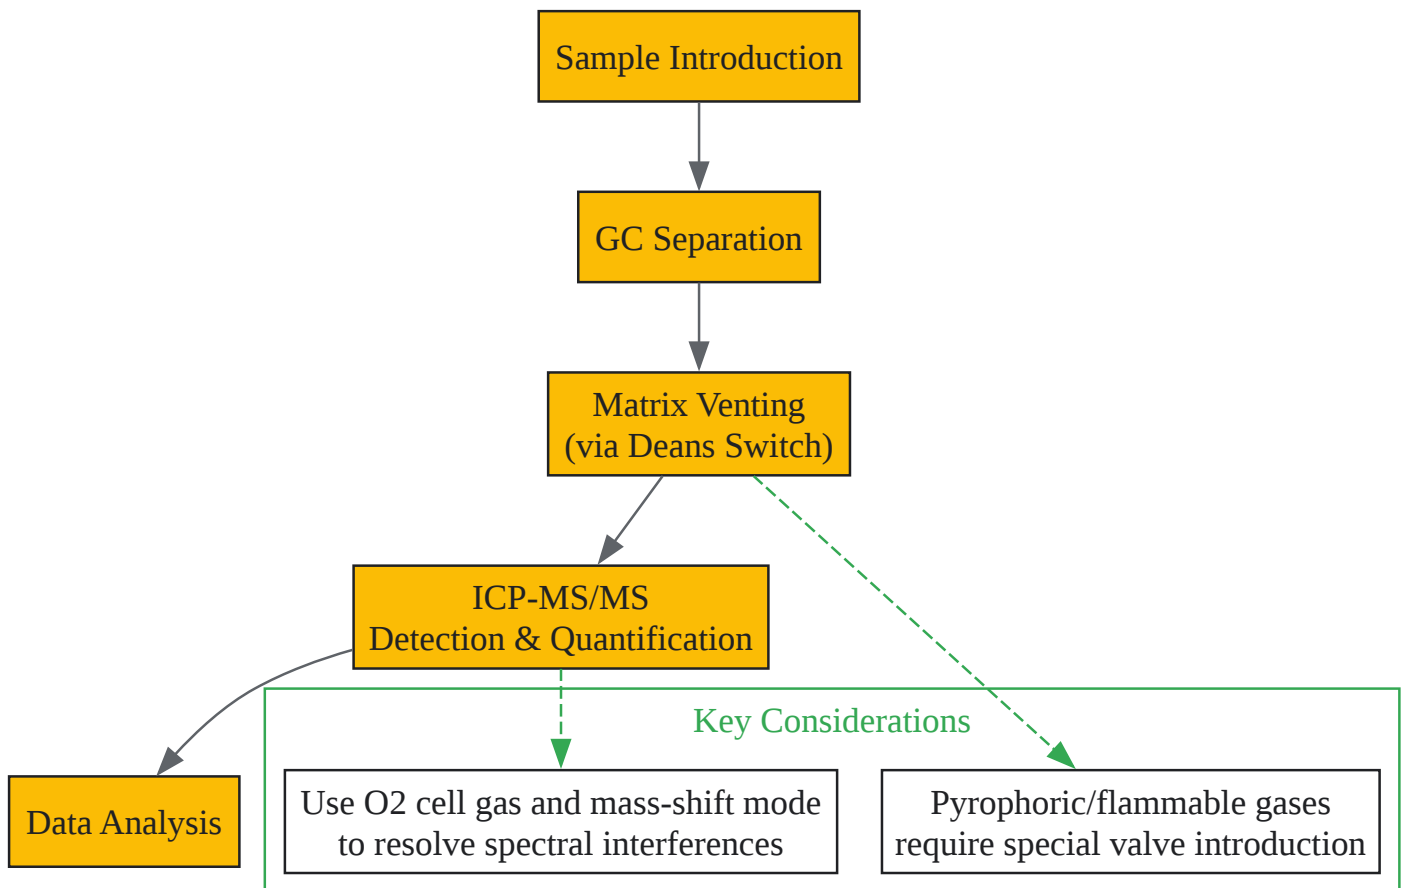 Sample Introduction
GC Separation
Matrix Venting
(via Deans Switch)
ICP-MS/MS
Detection & Quantification
Key Considerations
Data Analysis
Use O2 cell gas and mass-shift mode
to resolve spectral interferences
Pyrophoric/flammable gases
require special valve introduction